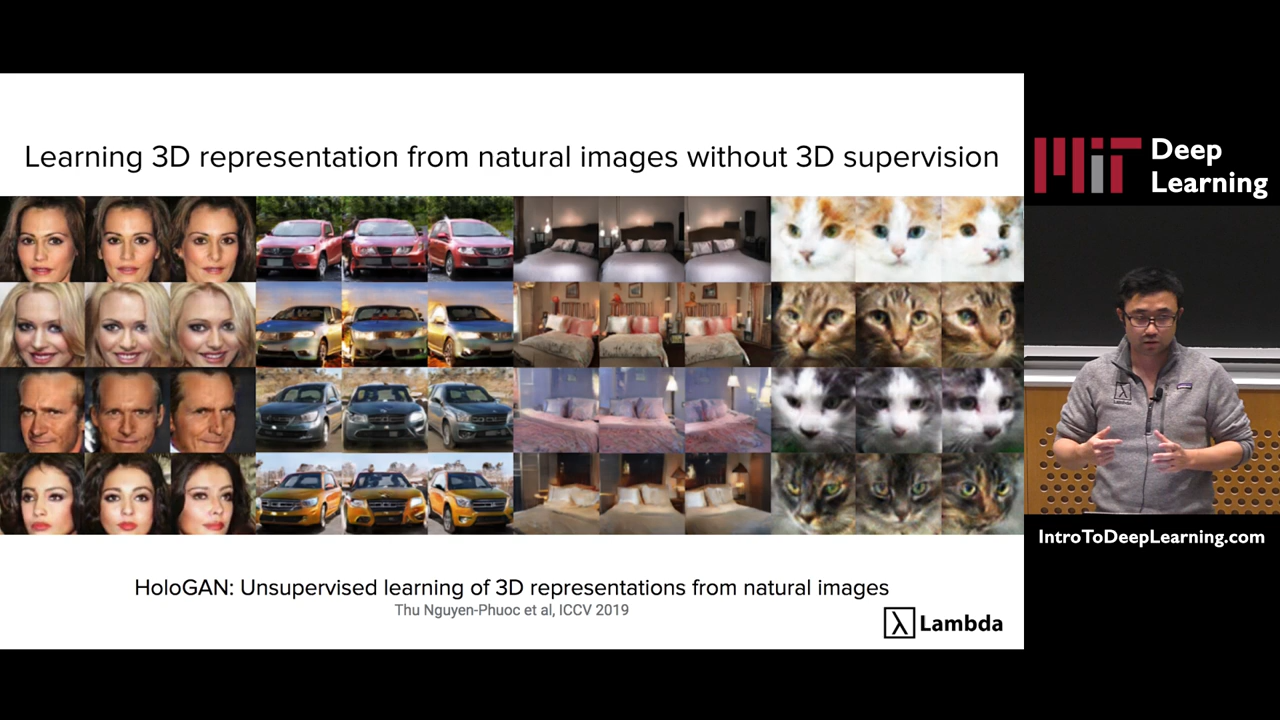 Learning 3D representation from natural images without 3D supervision
HoloGAN: Unsupervised learning of 3D representations from natural images
Thu Nguyen-Phuoc et al, ICCV 2019
λ Lambda
MIT Deep
Learning
IntroToDeepLearning.com